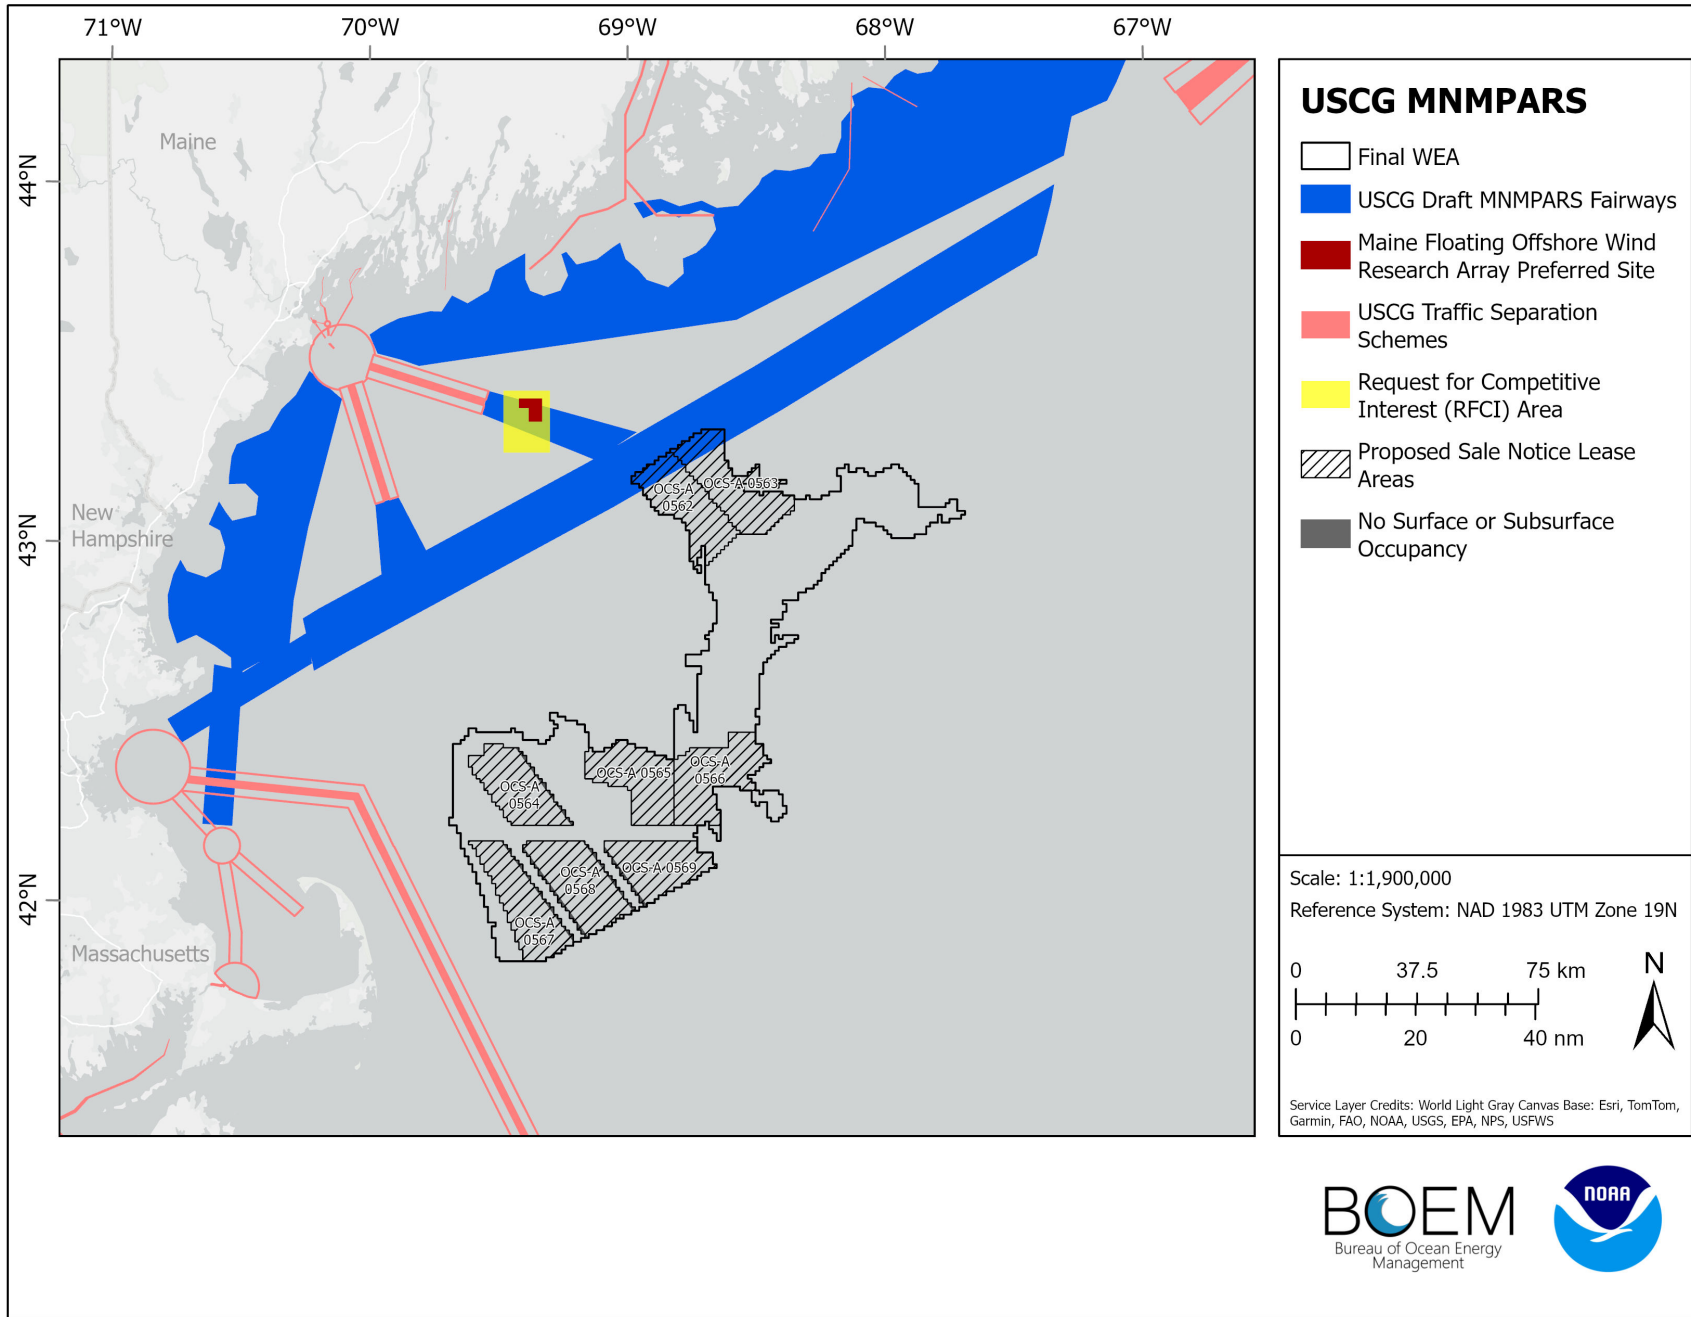 71°W 70°W 69°W 68°W 67°W
44°N
43°N
42°N
Maine
New
Hampshire
Massachusetts
OCS-A
0562
OCS-A 0563
OCS-A
0564
OCS-A 0565
OCS-A
0566
OCS-A
0567
OCS-A
0568
OCS-A 0569
USCG MNMPARS
Final WEA
USCG Draft MNMPARS Fairways
Maine Floating Offshore Wind
Research Array Preferred Site
USCG Traffic Separation
Schemes
Request for Competitive
Interest (RFCI) Area
Proposed Sale Notice Lease
Areas
No Surface or Subsurface
Occupancy
Scale: 1:1,900,000
Reference System: NAD 1983 UTM Zone 19N
0 37.5 75 km
0 20 40 nm
N
Service Layer Credits: World Light Gray Canvas Base: Esri, TomTom,
Garmin, FAO, NOAA, USGS, EPA, NPS, USFWS
BOEM
Bureau of Ocean Energy
Management
NOAA